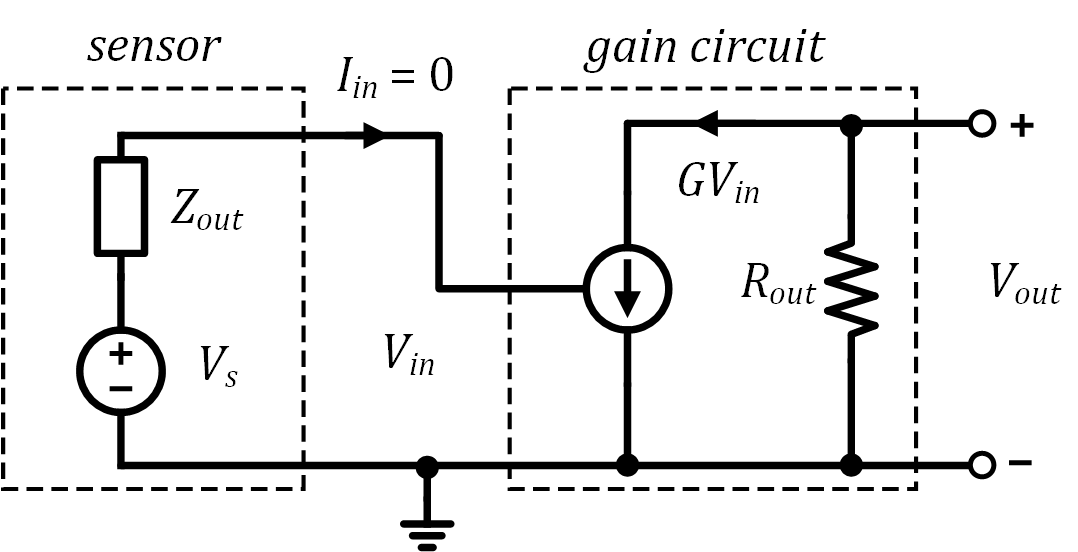 sensor
gain circuit
I_in = 0
+
GV_in
Z_out
R_out
V_out
+
−
V_s
V_in
−